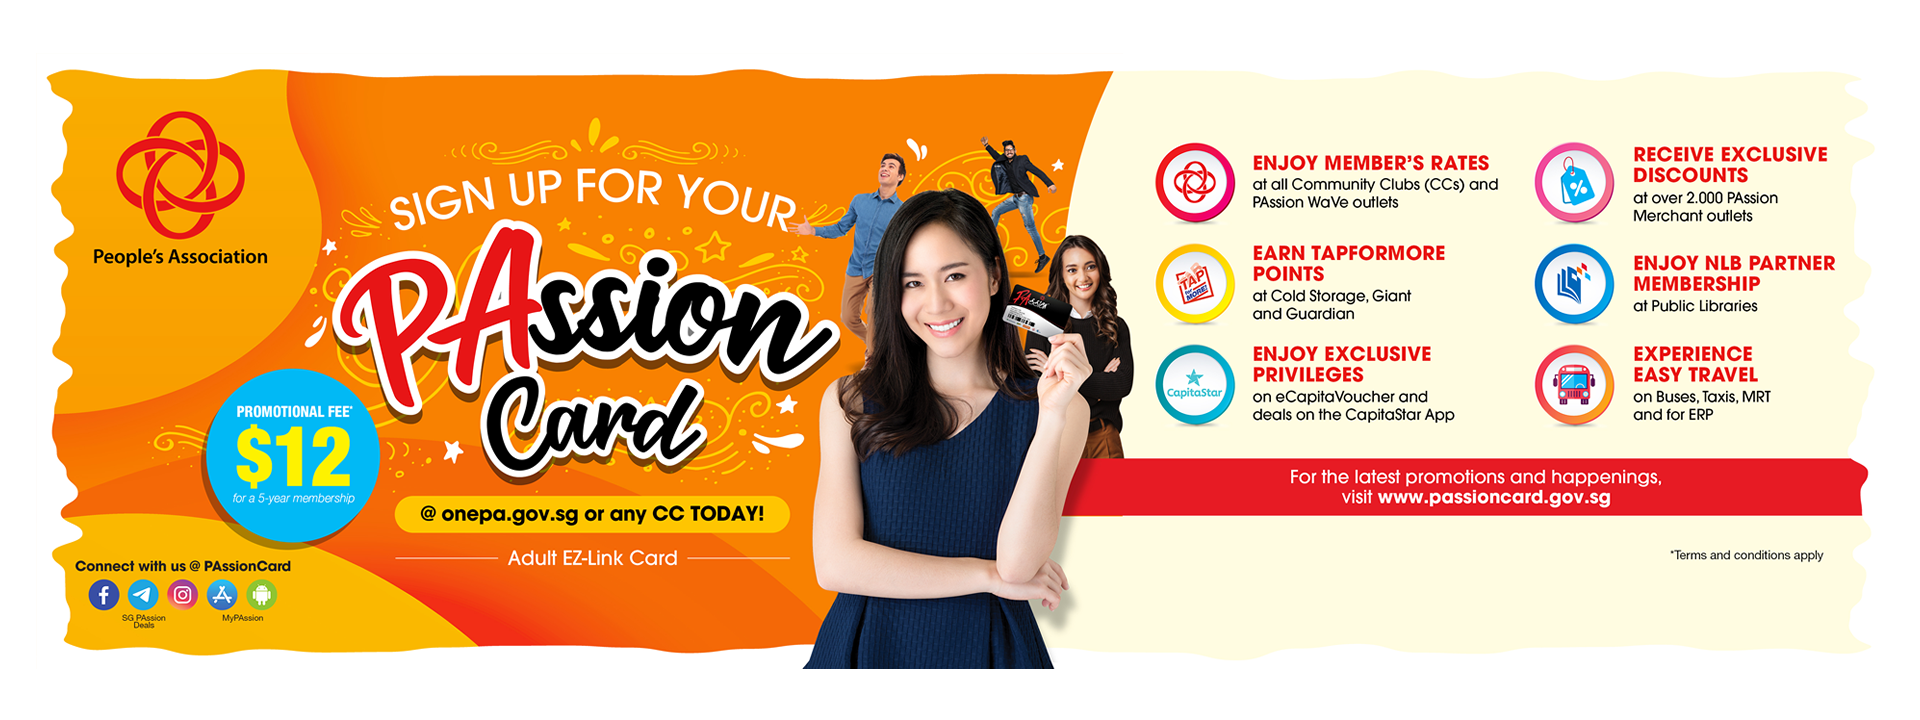 People's Association
SIGN UP FOR YOUR
PAssion
Card
PROMOTIONAL FEE*
$12
for a 5-year membership
@ onepa.gov.sg or any CC TODAY!
Adult EZ-Link Card
Connect with us @ PAssionCard
SG PAssion
Deals
MyPAssion
PAssion
ENJOY MEMBER'S RATES
at all Community Clubs (CCs) and
PAssion WaVe outlets
TAP
for
MORE!
EARN TAPFORMORE
POINTS
at Cold Storage, Giant
and Guardian
CapitaStar
ENJOY EXCLUSIVE
PRIVILEGES
on eCapitaVoucher and
deals on the CapitaStar App
%
RECEIVE EXCLUSIVE
DISCOUNTS
at over 2.000 PAssion
Merchant outlets
ENJOY NLB PARTNER
MEMBERSHIP
at Public Libraries
EXPERIENCE
EASY TRAVEL
on Buses, Taxis, MRT
and for ERP
For the latest promotions and happenings,
visit www.passioncard.gov.sg
*Terms and conditions apply